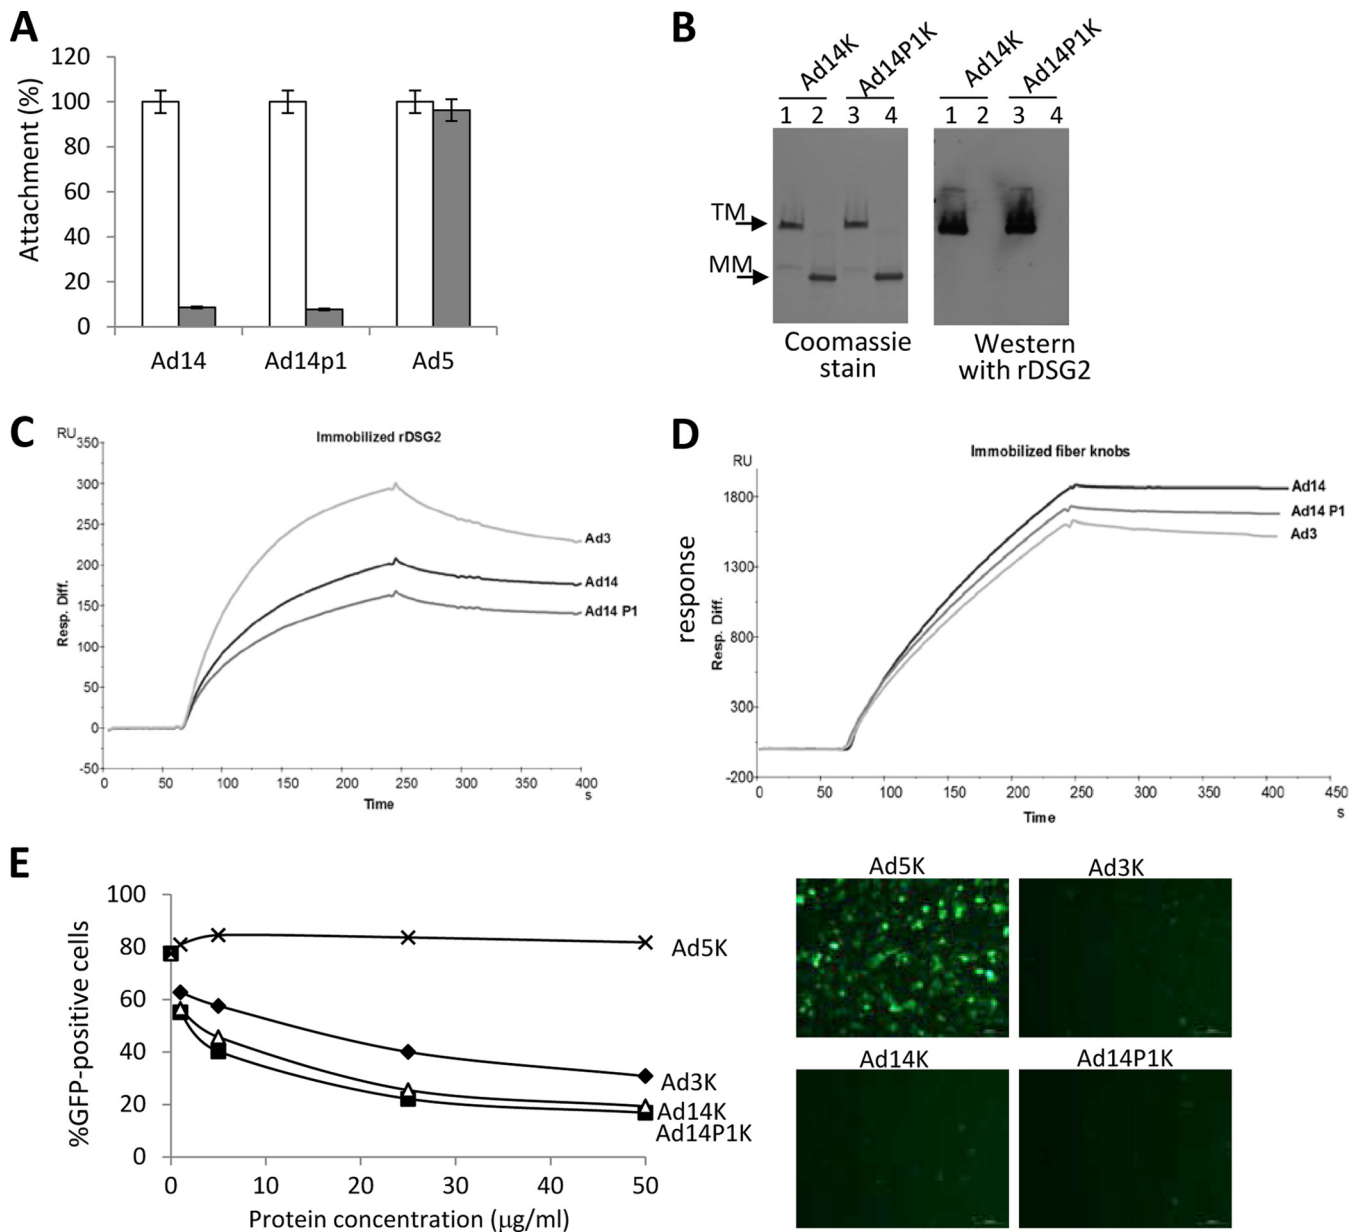 A
Attachment (%)
120
100
80
60
40
20
0
Ad14
Ad14p1
Ad5
B
Ad14K
Ad14P1K
Ad14K
Ad14P1K
1 2 3 4
1 2 3 4
TM
MM
Coomassie
stain
Western
with rDSG2
C
Immobilized rDSG2
RU
350
300
250
200
150
100
50
0
-50
Resp. Diff.
Ad3
Ad14
Ad14 P1
0 50 100 150 200 250 300 350 400
s
Time
D
Immobilized fiber knobs
RU
1800
1300
800
300
-200
response
Resp. Diff.
Ad14
Ad14 P1
Ad3
0 50 100 150 200 250 300 350 400 450
s
Time
E
%GFP-positive cells
100
80
60
40
20
0
Ad5K
Ad3K
Ad14K
Ad14P1K
0 10 20 30 40 50
Protein concentration (μg/ml)
Ad5K
Ad3K
Ad14K
Ad14P1K